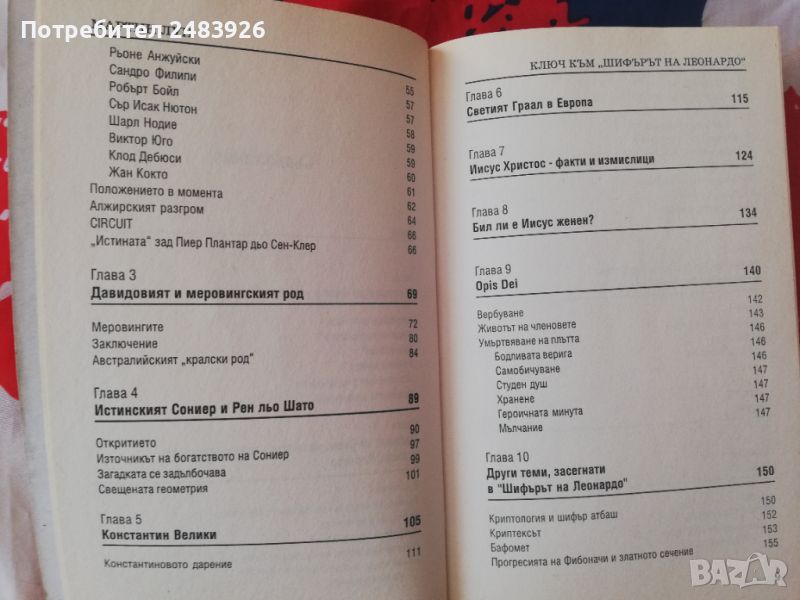 Потребител 2483926
Рьоне Анжуйски
Сандро Филипи
Робърт Бойл 55
Сър Исак Нютон 57
Шарл Нодие 57
Виктор Юго 58
Клод Дебюси 59
Жан Кокто 59
60
Положението в момента 61
Алжирският разгром 62
CIRCUIT 64
„Истината“ зад Пиер Плантар дьо Сен-Клер 66
66
Глава 3
Давидовият и меровингският род 69
Меровингите 72
Заключение 80
Австралийският „кралски род“ 84
Глава 4
Истинският Сониер и Рен льо Шато 89
90
Откритието 97
Източникът на богатството на Сониер 99
Загадката се задълбочава 101
Свещената геометрия
Глава 5
Константин Велики 105
Константиновото дарение 111
КЛЮЧ КЪМ „ШИФЪРЪТ НА ЛЕОНАРДО“
Глава 6
Светият Граал в Европа 115
Глава 7
Иисус Христос - факти и измислици 124
Глава 8
Бил ли е Иисус женен? 134
Глава 9
Opis Dei 140
142
Вербуване 143
Животът на членовете 146
Умъртвяване на плътта 146
Бодливата верига 146
Самобичуване 147
Студен душ 147
Хранене 147
Героичната минута 147
Мълчание
Глава 10
Други теми, засегнати
в "Шифърът на Леонардо" 150
150
Криптология и шифър атбаш 152
Криптексът 153
Бафомет 155
Прогресията на Фибоначи и златното сечение
BAZAR